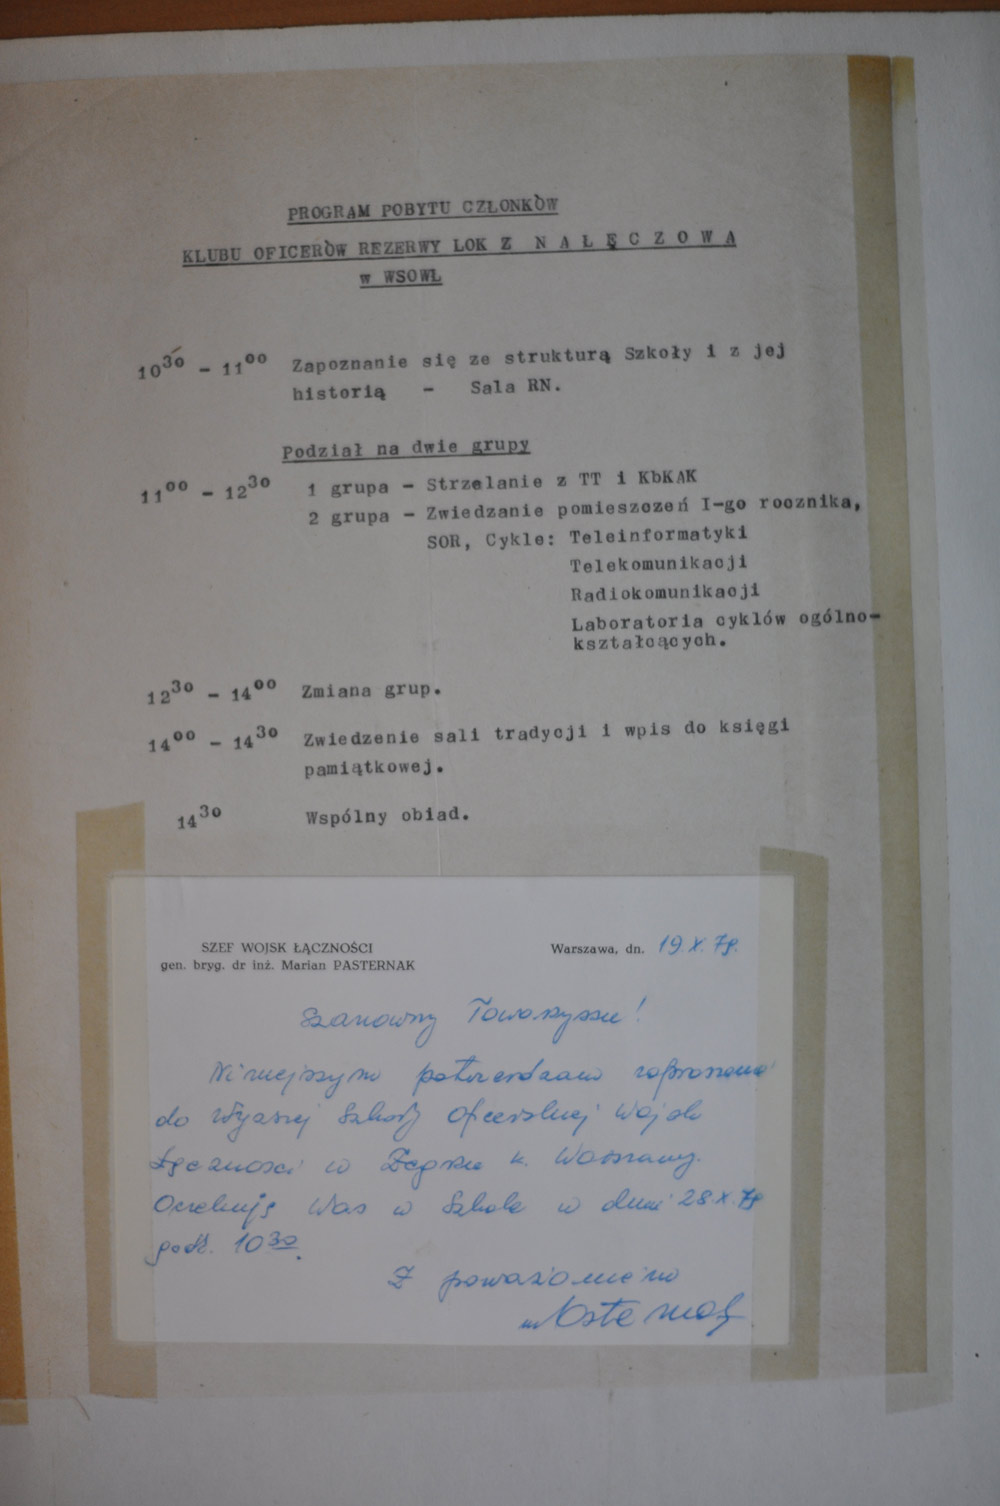 PROGRAM POBYTU CZŁONKÓW
KLUBU OFICERÓW REZERWY LOK Z N A Ł Ę C Z O W A
w WSOWŁ
10³⁰ - 11⁰⁰ Zapoznanie się ze strukturą Szkoły i z jej
historią - Sala RN.
Podział na dwie grupy
11⁰⁰ - 12³⁰ 1 grupa - Strzelanie z TT i KbKAK
2 grupa - Zwiedzanie pomieszczeń I-go rocznika,
SOR, Cykle: Teleinformatyki
Telekomunikacji
Radiokomunikacji
Laboratoria cyklów ogólno-
kształcących.
12³⁰ - 14⁰⁰ Zmiana grup.
14⁰⁰ - 14³⁰ Zwiedzenie sali tradycji i wpis do księgi
pamiątkowej.
14³⁰ Wspólny obiad.
SZEF WOJSK ŁĄCZNOŚCI
gen. bryg. dr inż. Marian PASTERNAK
Warszawa, dn. 19.X.79.
Szanowny Towarzyszu!
Niniejszym potwierdzam zaproszenie
do Wyższej Szkoły Oficerskiej Wojsk
Łączności w Zegrzu k. Warszawy.
Oczekuję Was w Szkole w dniu 28.X.79
godz. 10³⁰.
Z poważaniem